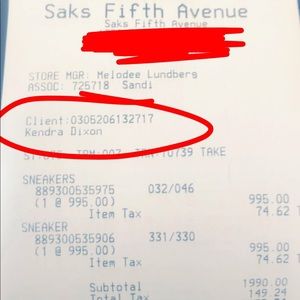 Saks Fifth Avenue
Saks Fifth Avenue
STORE MGR: Melodee Lundberg
ASSOC: 725718 Sandi
Client:0305206132717
Kendra Dixon
TAKE
SNEAKERS
889300535975 032/046
(1 @ 995.00) 995.00
Item Tax 74.62 T
SNEAKER
889300535906 331/330
(1 @ 995.00) 995.00
Item Tax 74.62
Subtotal 1990.00
Total Tax 149.24